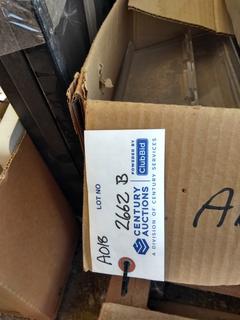 LOT NO
A018
2662 B
CENTURY
AUCTIONS
A DIVISION OF CENTURY SERVICES
POWERED BY
ClubBid